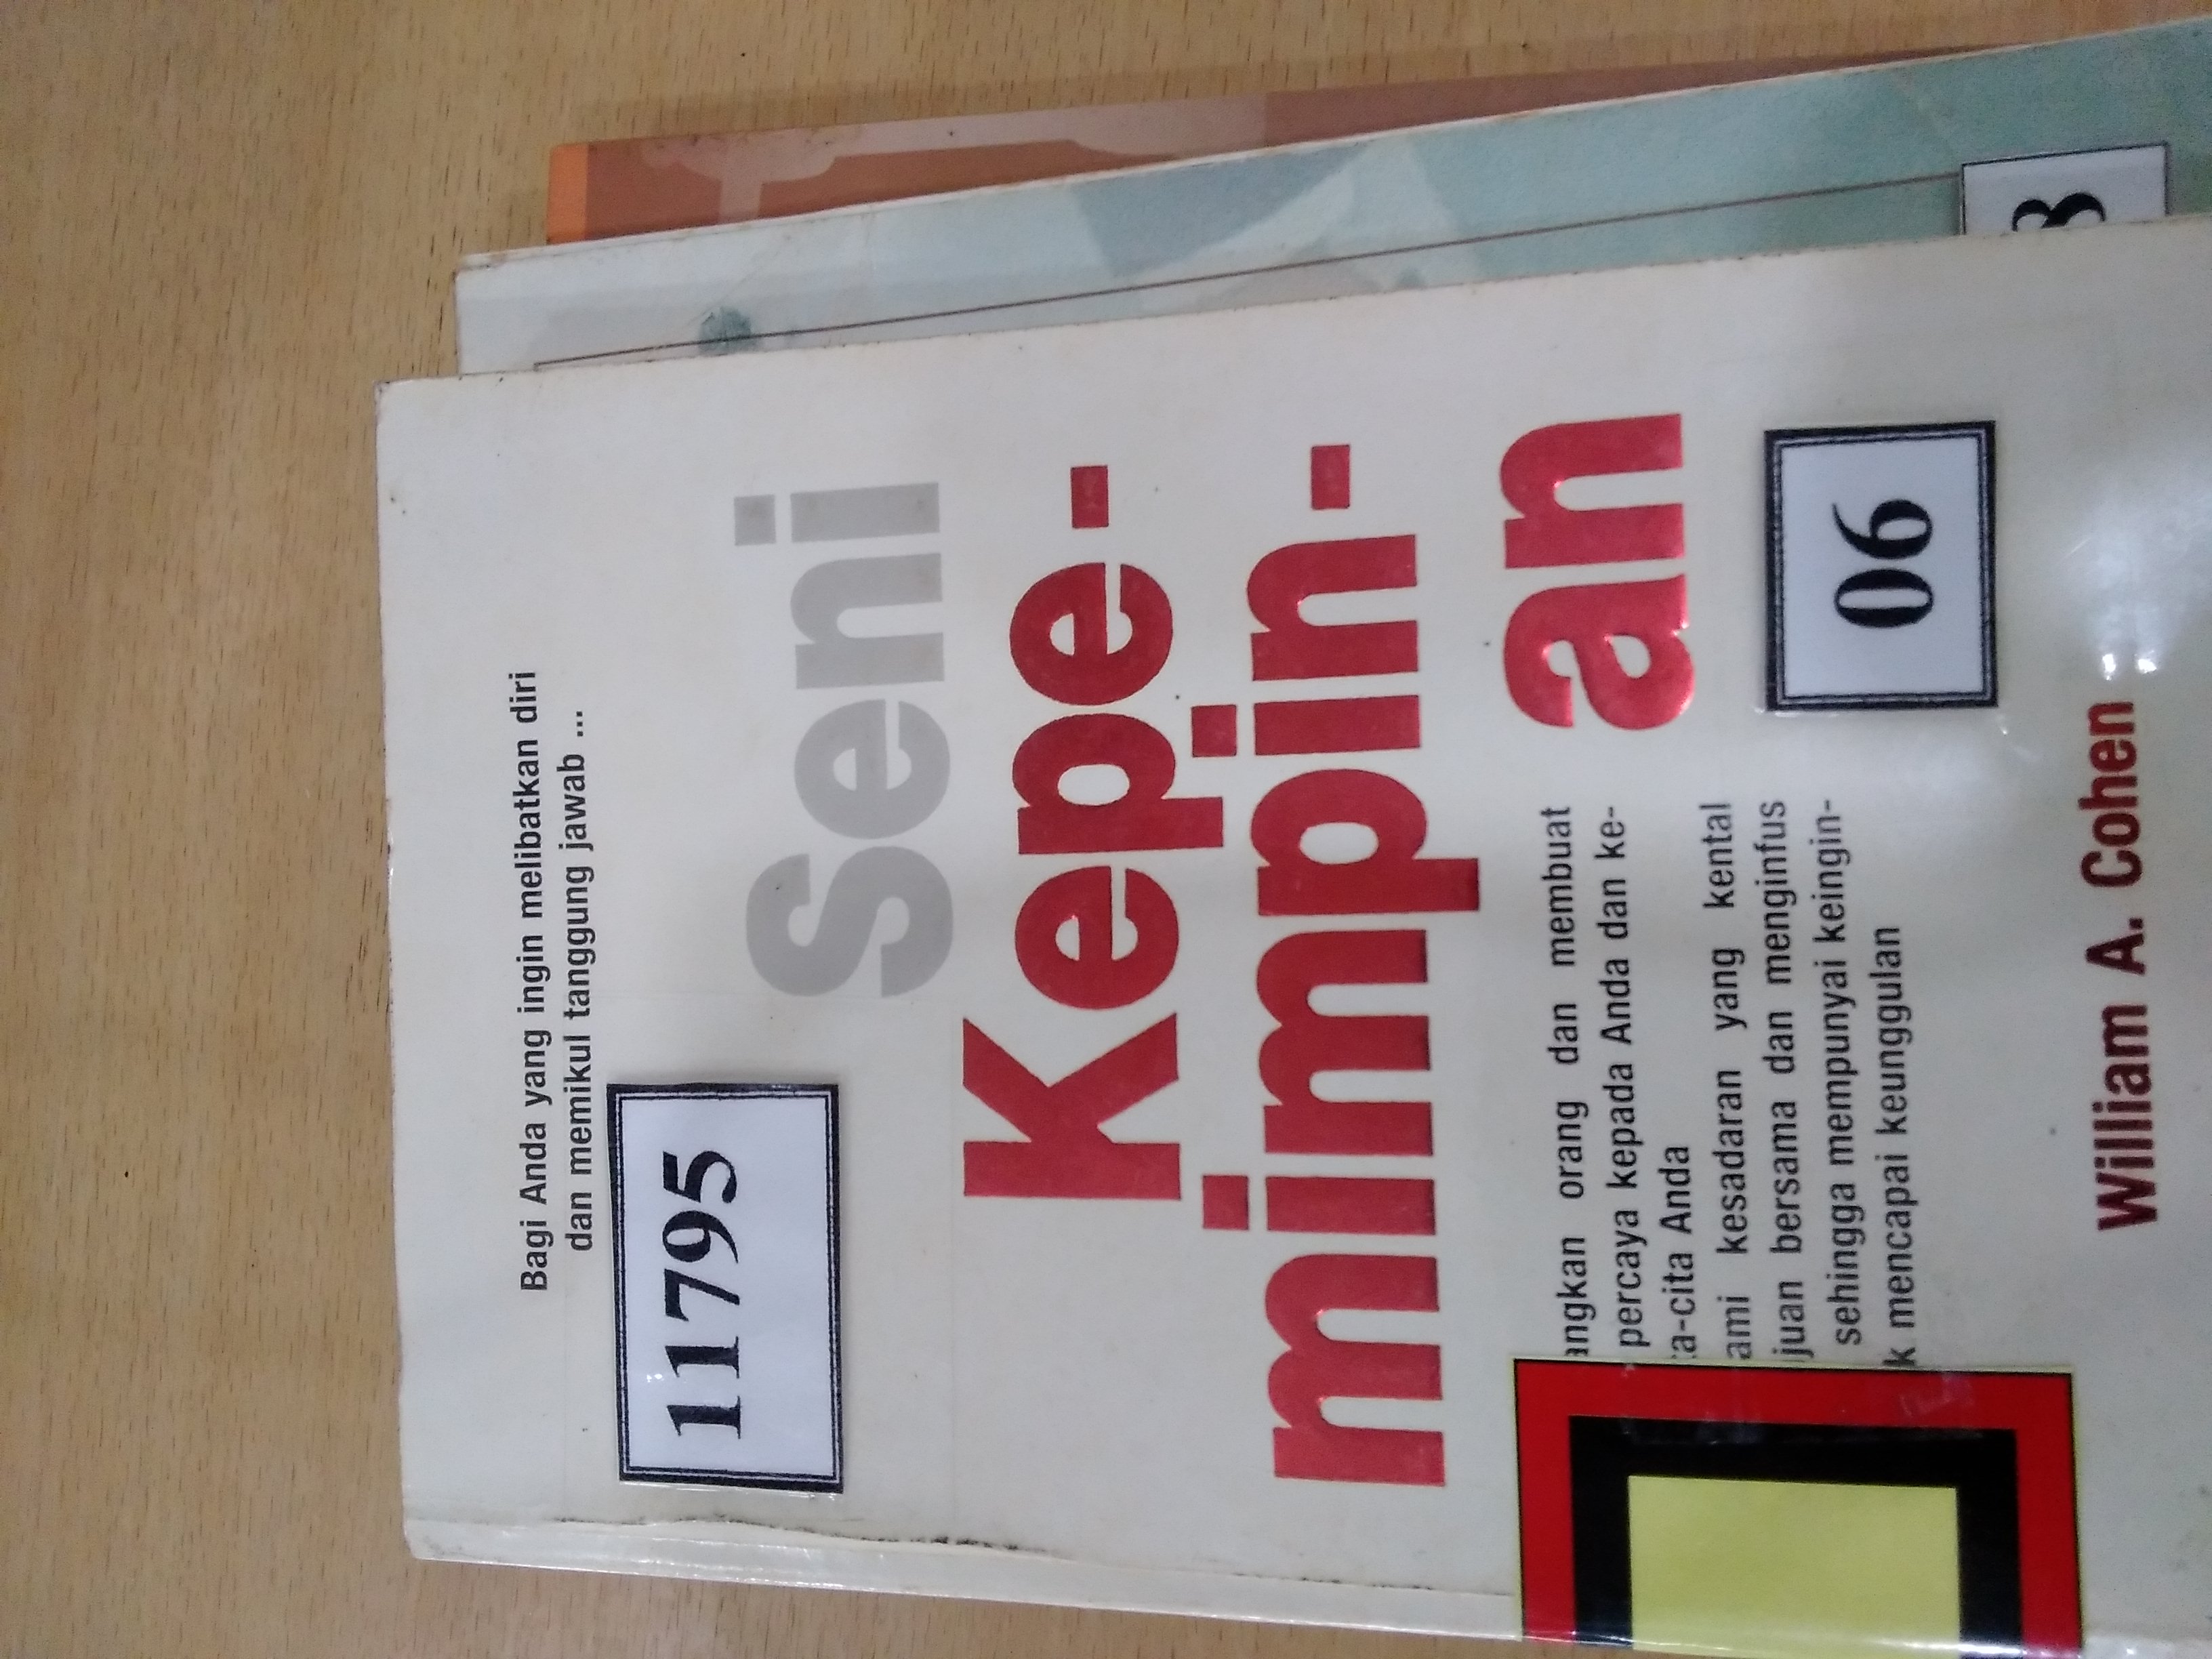 Bagi Anda yang ingin melibatkan diri
dan memikul tanggung jawab ...
11795
Seni
Kepe-
mimpin-
an
angkan orang dan membuat
percaya kepada Anda dan ke-
ta-cita Anda
ami kesadaran yang kental
juan bersama dan menginfus
sehingga mempunyai keingin-
k mencapai keunggulan
06
William A. Cohen
3